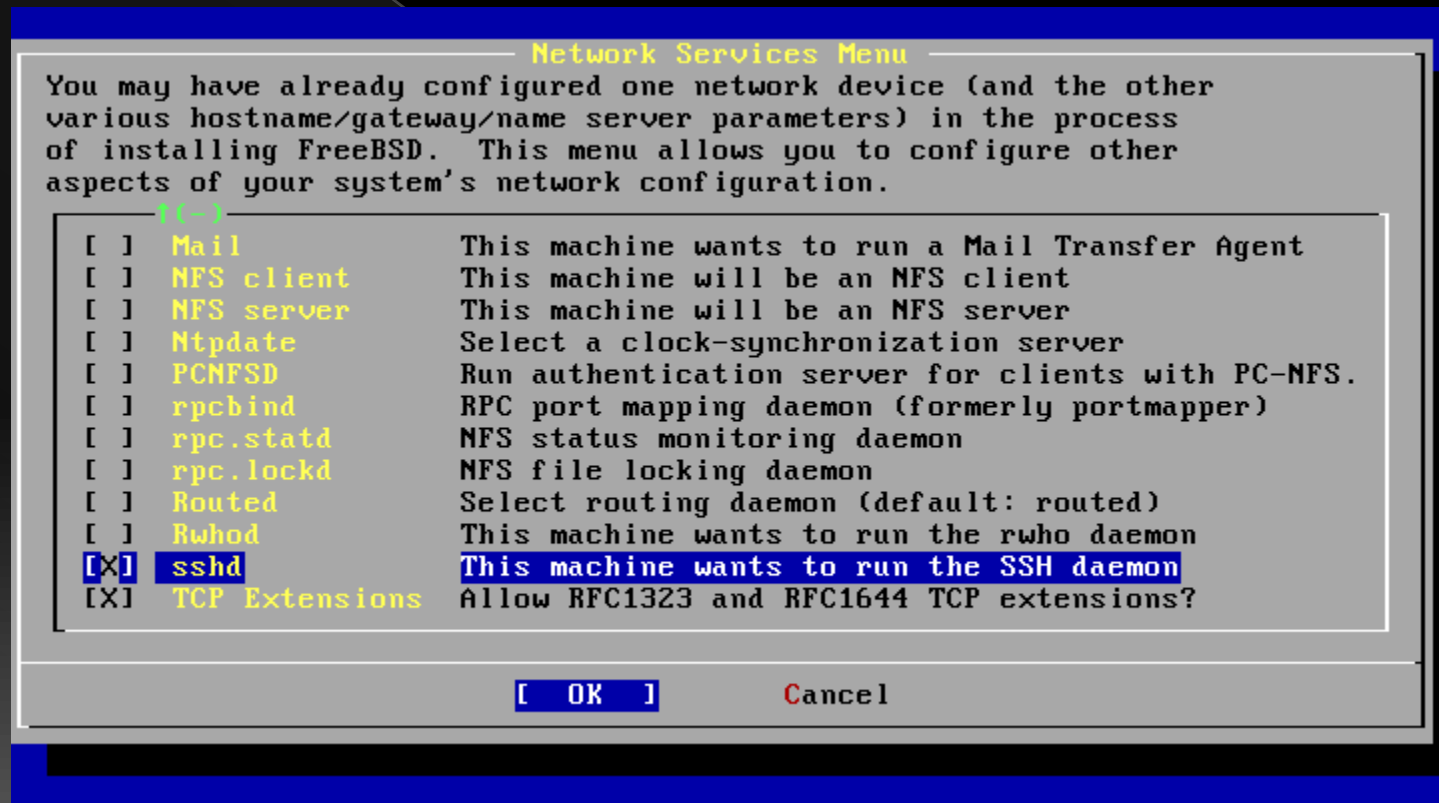 Network Services Menu
You may have already configured one network device (and the other
various hostname/gateway/name server parameters) in the process
of installing FreeBSD.  This menu allows you to configure other
aspects of your system's network configuration.
↑(-)
[ ] Mail This machine wants to run a Mail Transfer Agent
[ ] NFS client This machine will be an NFS client
[ ] NFS server This machine will be an NFS server
[ ] Ntpdate Select a clock-synchronization server
[ ] PCNFSD Run authentication server for clients with PC-NFS.
[ ] rpcbind RPC port mapping daemon (formerly portmapper)
[ ] rpc.statd NFS status monitoring daemon
[ ] rpc.lockd NFS file locking daemon
[ ] Routed Select routing daemon (default: routed)
[ ] Rwhod This machine wants to run the rwho daemon
[X] sshd This machine wants to run the SSH daemon
[X] TCP Extensions Allow RFC1323 and RFC1644 TCP extensions?
[ OK ] Cancel